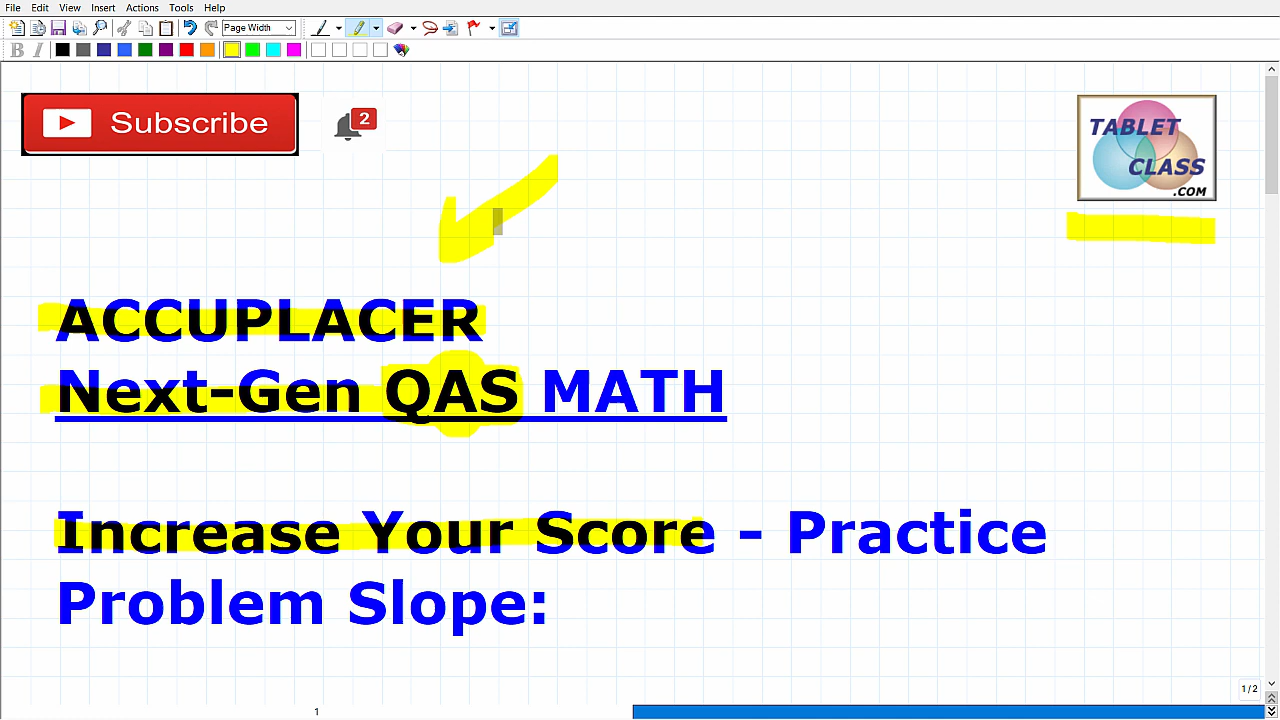 File Edit View Insert Actions Tools Help
Page Width
B I
Subscribe
2
TABLET
CLASS
.COM
ACCUPLACER
Next-Gen QAS MATH
Increase Your Score - Practice
Problem Slope:
1/2
1